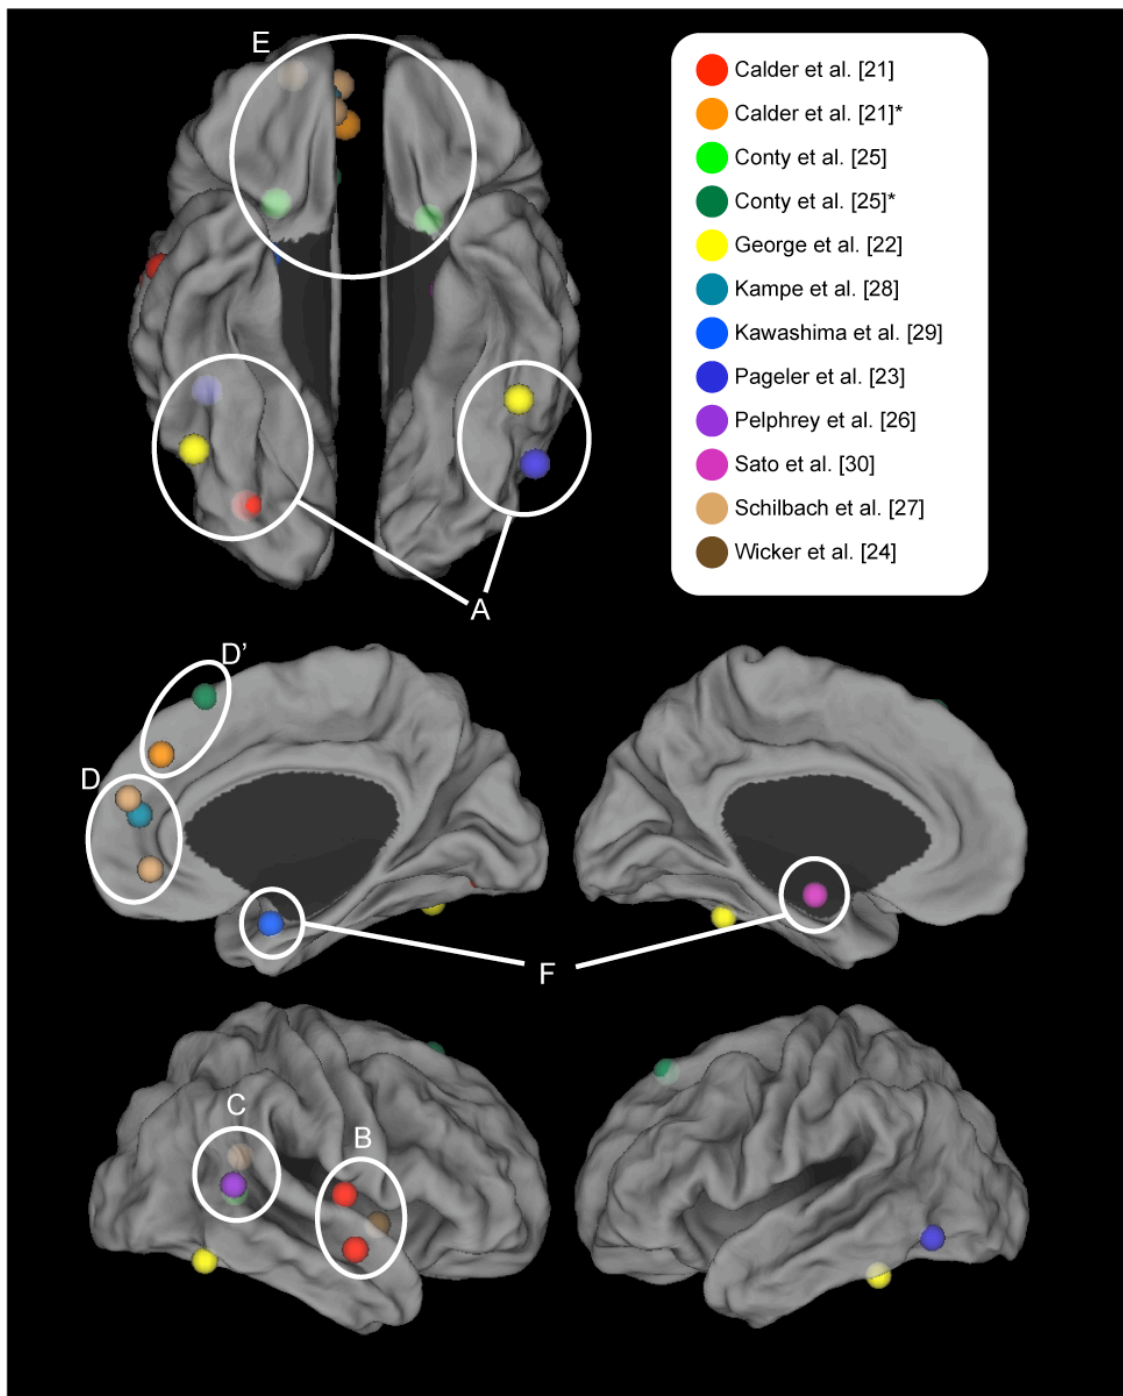 E
Calder et al. [21]
Calder et al. [21]*
Conty et al. [25]
Conty et al. [25]*
George et al. [22]
Kampe et al. [28]
Kawashima et al. [29]
Pageler et al. [23]
Pelphrey et al. [26]
Sato et al. [30]
Schilbach et al. [27]
Wicker et al. [24]
A
D’
D
F
C
B